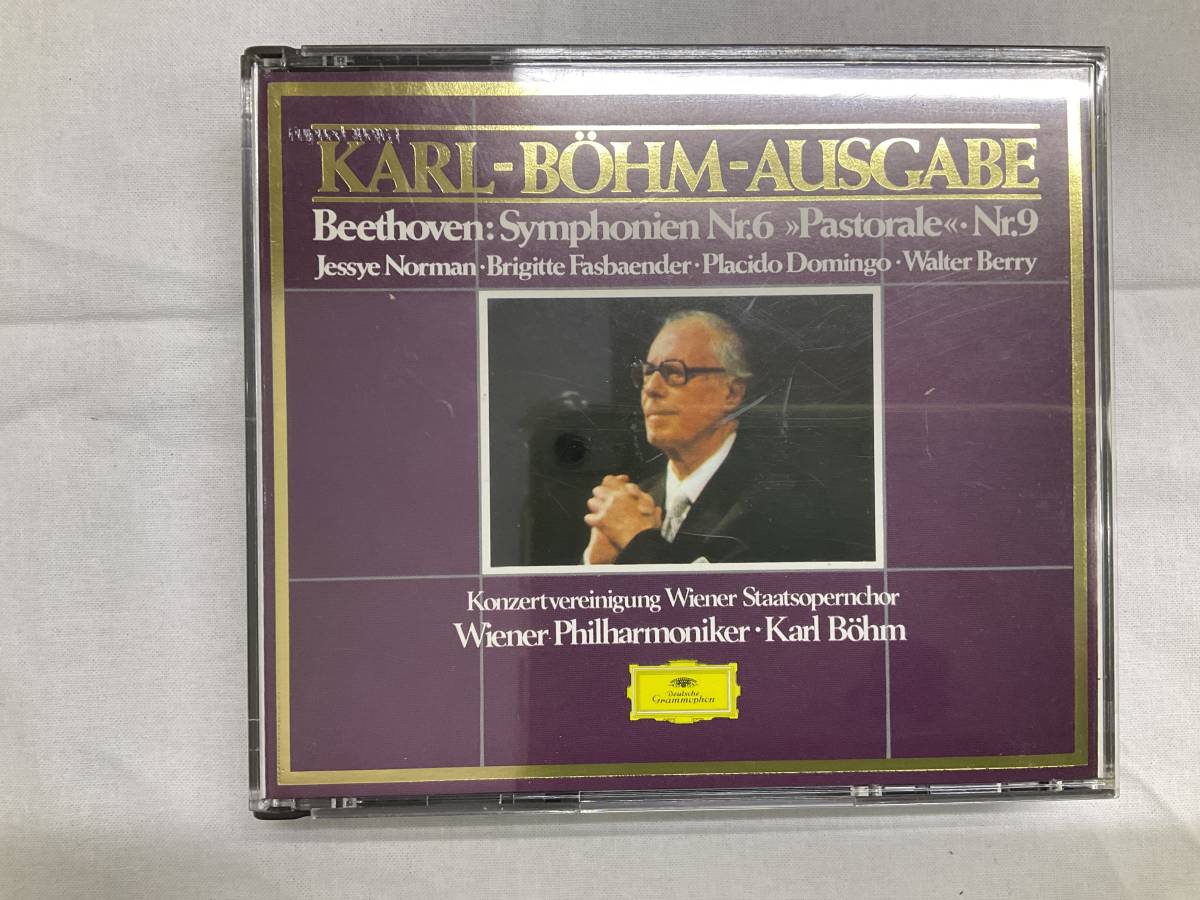 KARL-BÖHM-AUSGABE
Beethoven: Symphonien Nr.6 »Pastorale«· Nr.9
Jessye Norman · Brigitte Fasbaender · Placido Domingo · Walter Berry
Konzertvereinigung Wiener Staatsopernchor
Wiener Philharmoniker · Karl Böhm
Deutsche
Grammophon